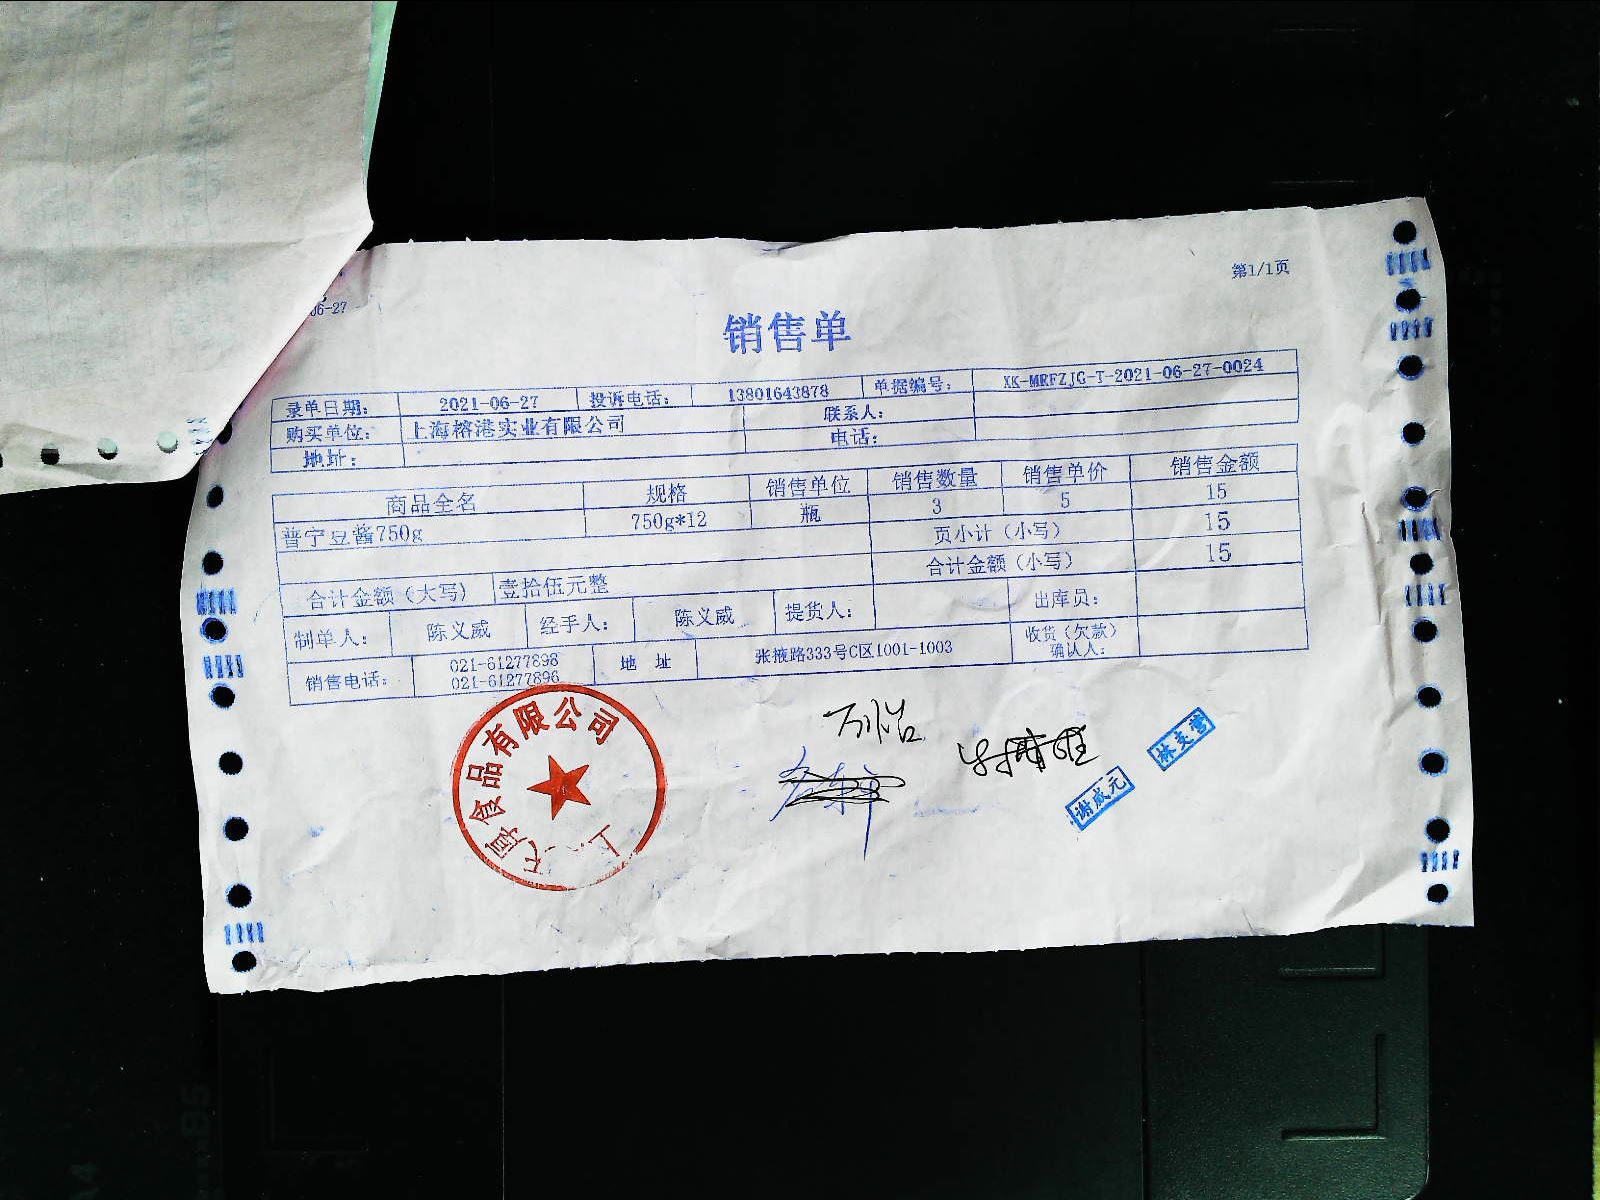 第1/1页
06-27
销售单
录单日期： 2021-06-27 投诉电话： 13801643878 单据编号： XK-MRFZJG-T-2021-06-27-0024
购买单位： 上海榕港实业有限公司 联系人：
地址： 电话：
商品全名 规格 销售单位 销售数量 销售单价 销售金额
普宁豆酱750g 750g*12 瓶 3 5 15
页小计（小写） 15
合计金额（大写） 壹拾伍元整 合计金额（小写） 15
制单人： 陈义威 经手人： 陈义威 提货人： 出库员：
销售电话： 021-61277898 地 址 张掖路333号C区1001-1003 收货（欠款）
021-61277896 确认人：
食品有限公司
林支营
谢成元